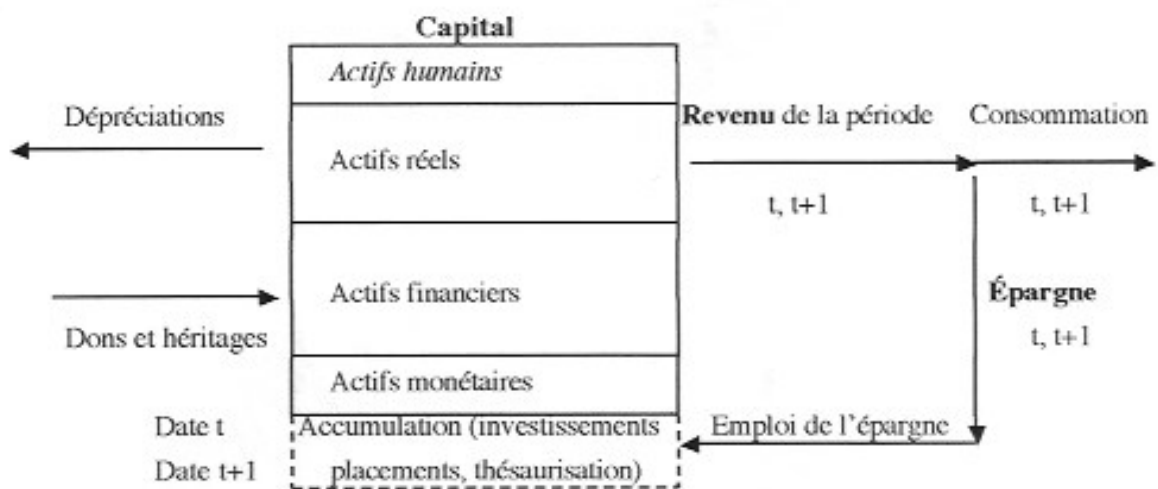 Capital
Actifs humains
Dépréciations
Revenu de la période
Consommation
Actifs réels
t, t+1
t, t+1
Actifs financiers
Épargne
Dons et héritages
t, t+1
Actifs monétaires
Date t
Accumulation (investissements
Emploi de l'épargne
Date t+1
placements, thésaurisation)